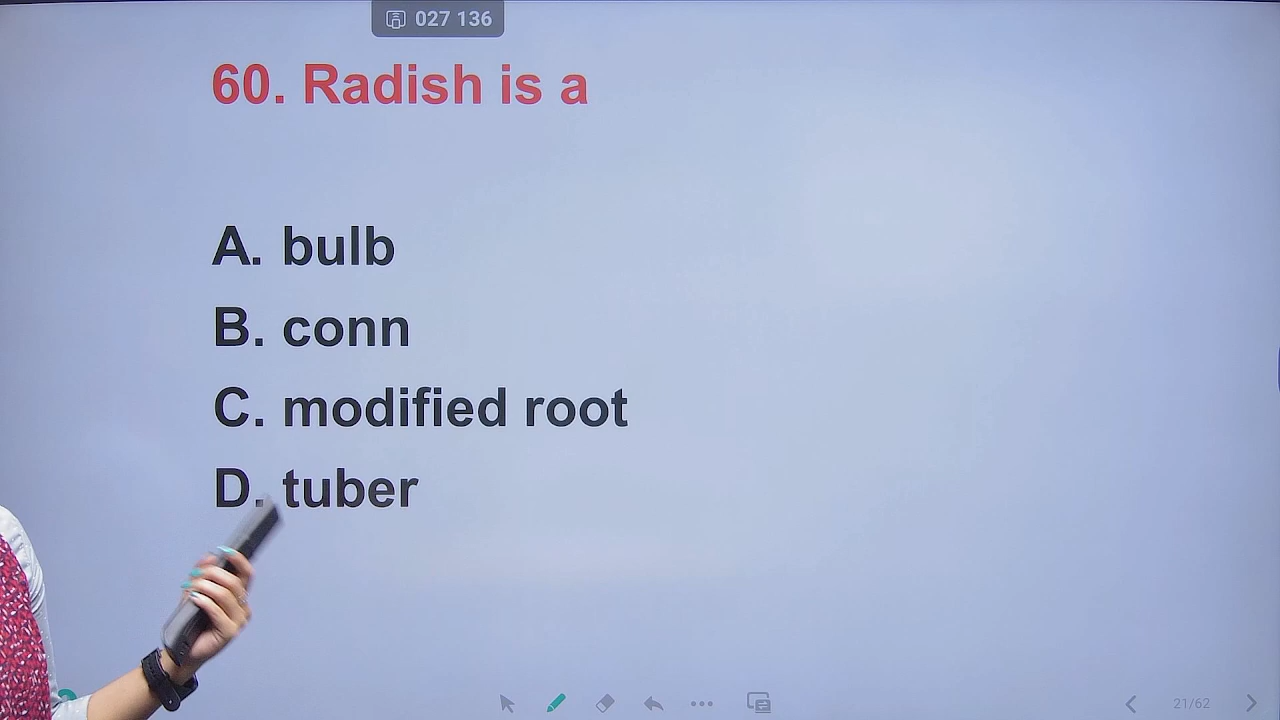 027 136
60. Radish is a
A. bulb
B. conn
C. modified root
D. tuber
21/62